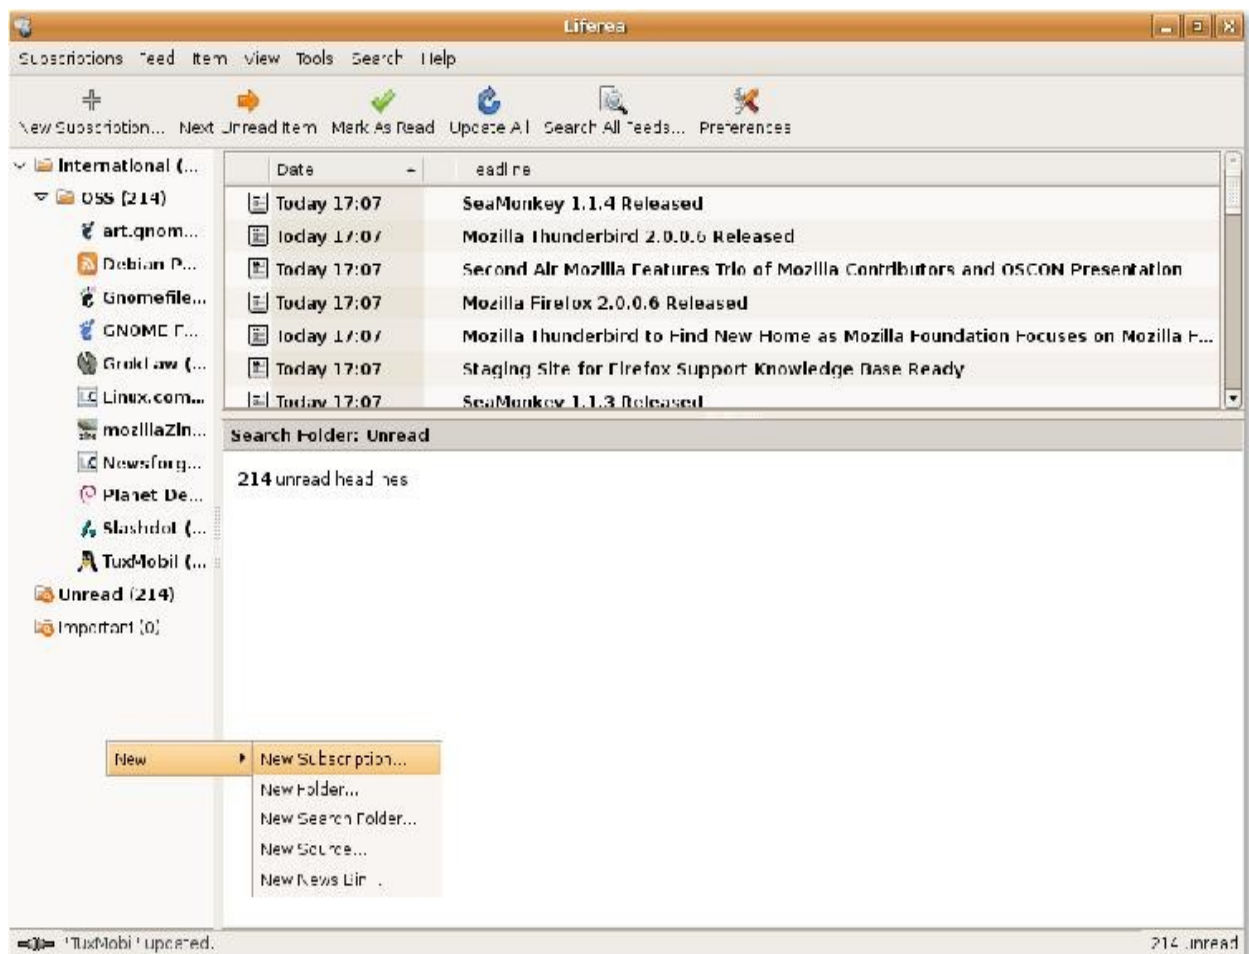 Liferea
Subscriptions Feed Item View Tools Search Help
New Subscription... Next Unread Item Mark As Read Update All Search All Feeds... Preferences
International (...
OSS (214)
art.gnom...
Debian P...
Gnomefile...
GNOME F...
GrokLaw (...
Linux.com...
mozillaZin...
Newsforg...
Planet De...
Slashdot (...
TuxMobil (...
Unread (214)
Important (0)
Date Headline
Today 17:07 SeaMonkey 1.1.4 Released
Today 17:07 Mozilla Thunderbird 2.0.0.6 Released
Today 17:07 Second Air Mozilla Features Trio of Mozilla Contributors and OSCON Presentation
Today 17:07 Mozilla Firefox 2.0.0.6 Released
Today 17:07 Mozilla Thunderbird to Find New Home as Mozilla Foundation Focuses on Mozilla F...
Today 17:07 Staging Site for Firefox Support Knowledge Base Ready
Today 17:07 SeaMonkey 1.1.3 Released
Search Folder: Unread
214 unread headlines
New
New Subscription...
New Folder...
New Search Folder...
New Source...
New News Bin...
"TuxMobil" updated.
214 unread